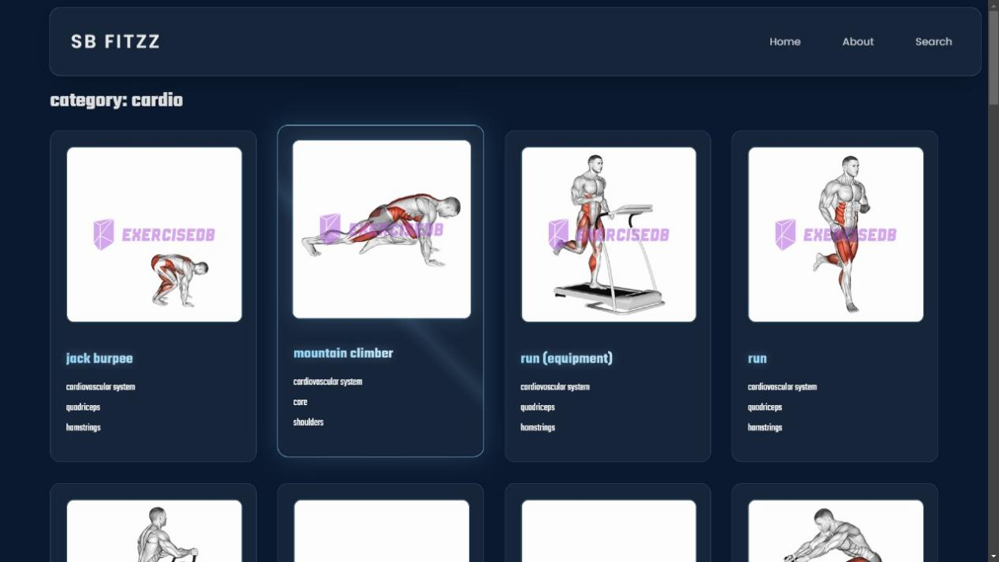 SB FITZZ
Home About Search
category: cardio
EXERCISEDB
EXERCISEDB
EXERCISEDB
EXERCISEDB
jack burpee
cardiovascular system
quadriceps
hamstrings
mountain climber
cardiovascular system
core
shoulders
run (equipment)
cardiovascular system
quadriceps
hamstrings
run
cardiovascular system
quadriceps
hamstrings